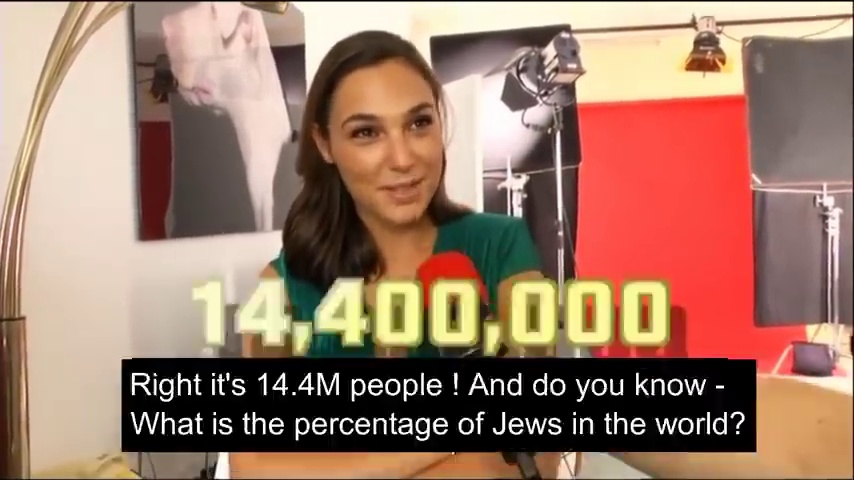 14,400,000
Right it's 14.4M people ! And do you know -
What is the percentage of Jews in the world?